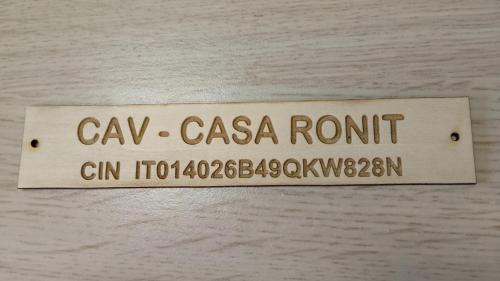 CAV - CASA RONIT
CIN IT014026B49QKW828N